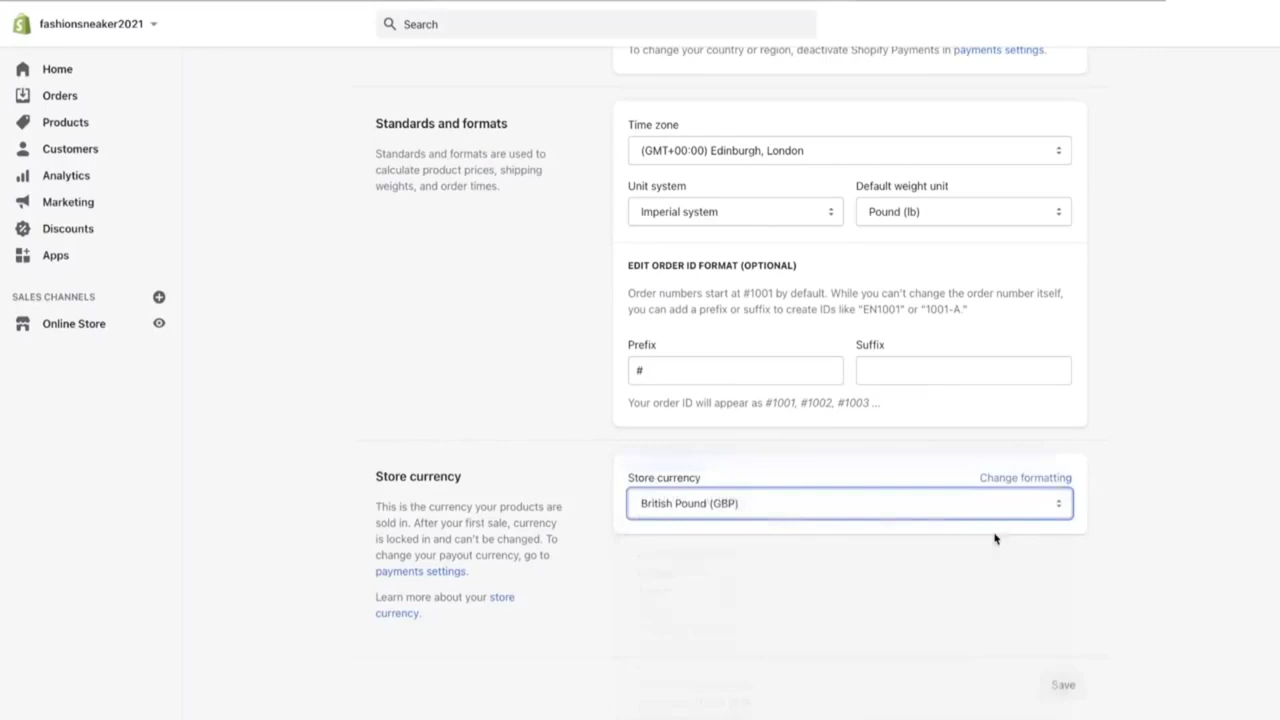 fashionsneaker2021
Search
Home
Orders
Products
Customers
Analytics
Marketing
Discounts
Apps
SALES CHANNELS
Online Store
To change your country or region, deactivate Shopify Payments in payments settings.
Standards and formats
Standards and formats are used to
calculate product prices, shipping
weights, and order times.
Time zone
(GMT+00:00) Edinburgh, London
Unit system
Default weight unit
Imperial system
Pound (lb)
EDIT ORDER ID FORMAT (OPTIONAL)
Order numbers start at #1001 by default. While you can't change the order number itself,
you can add a prefix or suffix to create IDs like "EN1001" or "1001-A."
Prefix
Suffix
#
Your order ID will appear as #1001, #1002, #1003 ...
Store currency
This is the currency your products are
sold in. After your first sale, currency
is locked in and can't be changed. To
change your payout currency, go to
payments settings.
Learn more about your store
currency.
Store currency
Change formatting
British Pound (GBP)
Save